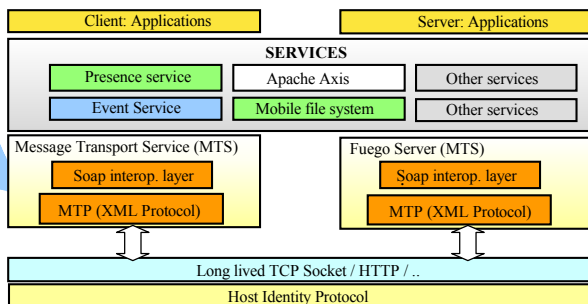 Client: Applications
Server: Applications
SERVICES
Presence service
Apache Axis
Other services
Event Service
Mobile file system
Other services
Message Transport Service (MTS)
Fuego Server (MTS)
Soap interop. layer
Soap interop. layer
MTP (XML Protocol)
MTP (XML Protocol)
Long lived TCP Socket / HTTP / ..
Host Identity Protocol